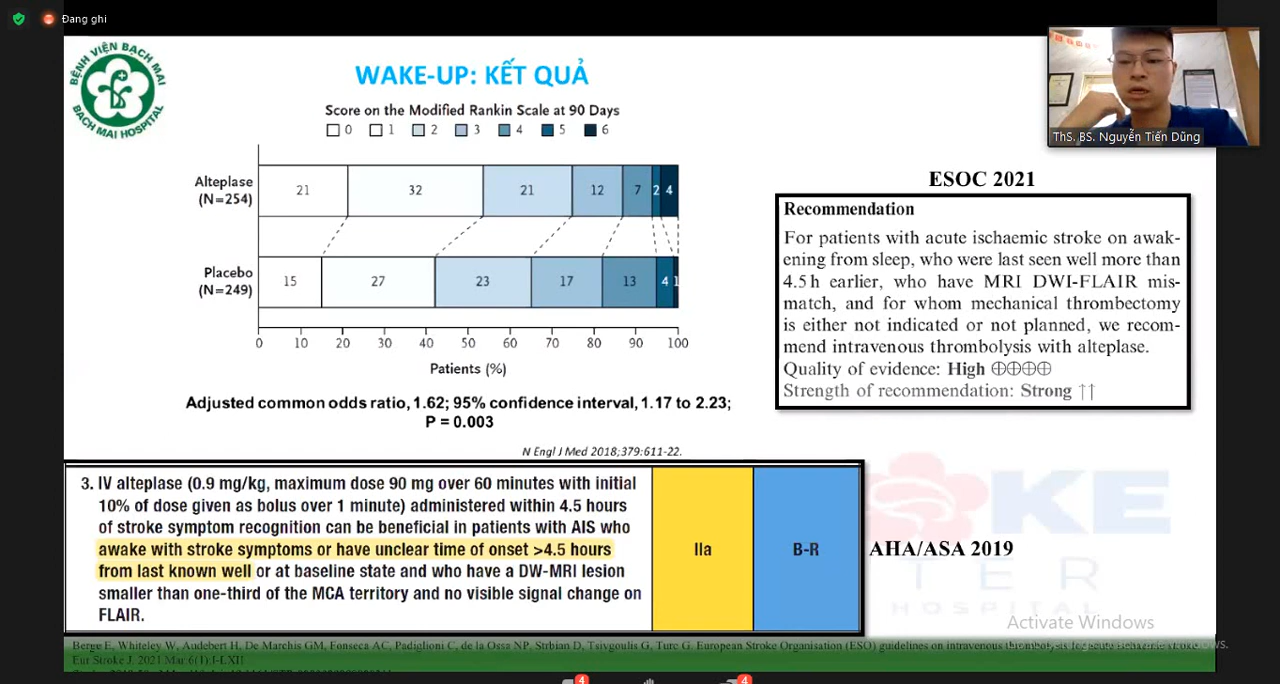 Đang ghi
BỆNH VIỆN BẠCH MAI
BACH MAI HOSPITAL
WAKE-UP: KẾT QUẢ
Score on the Modified Rankin Scale at 90 Days
0 1 2 3 4 5 6
Alteplase
(N=254)
21 32 21 12 7 2 4
Placebo
(N=249)
15 27 23 17 13 4 1
0 10 20 30 40 50 60 70 80 90 100
Patients (%)
Adjusted common odds ratio, 1.62; 95% confidence interval, 1.17 to 2.23;
P = 0.003
N Engl J Med 2018;379:611-22.
ThS. BS. Nguyễn Tiến Dũng
ESOC 2021
Recommendation
For patients with acute ischaemic stroke on awak-
ening from sleep, who were last seen well more than
4.5 h earlier, who have MRI DWI-FLAIR mis-
match, and for whom mechanical thrombectomy
is either not indicated or not planned, we recom-
mend intravenous thrombolysis with alteplase.
Quality of evidence: High ⊕⊕⊕⊕
Strength of recommendation: Strong ↑↑
3. IV alteplase (0.9 mg/kg, maximum dose 90 mg over 60 minutes with initial
10% of dose given as bolus over 1 minute) administered within 4.5 hours
of stroke symptom recognition can be beneficial in patients with AIS who
awake with stroke symptoms or have unclear time of onset >4.5 hours
from last known well or at baseline state and who have a DW-MRI lesion
smaller than one-third of the MCA territory and no visible signal change on
FLAIR.
IIa
B-R
AHA/ASA 2019
KE
TER
HOSPITAL
Activate Windows
Berge E, Whiteley W, Audebert H, De Marchis GM, Fonseca AC, Padiglioni C, de la Ossa NP, Strbian D, Tsivgoulis G, Turc G. European Stroke Organisation (ESO) guidelines on intravenous thrombolysis for acute ischaemic stroke.
Eur Stroke J. 2021 Mar;6(1):I-LXII
4
4